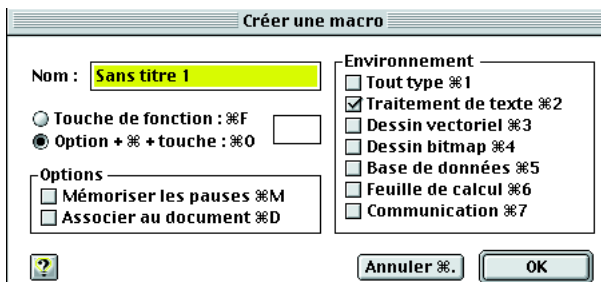 Créer une macro
Nom : Sans titre 1
Touche de fonction : ⌘F
Option + ⌘ + touche : ⌘O
Options
Mémoriser les pauses ⌘M
Associer au document ⌘D
Environnement
Tout type ⌘1
Traitement de texte ⌘2
Dessin vectoriel ⌘3
Dessin bitmap ⌘4
Base de données ⌘5
Feuille de calcul ⌘6
Communication ⌘7
?
Annuler ⌘.
OK